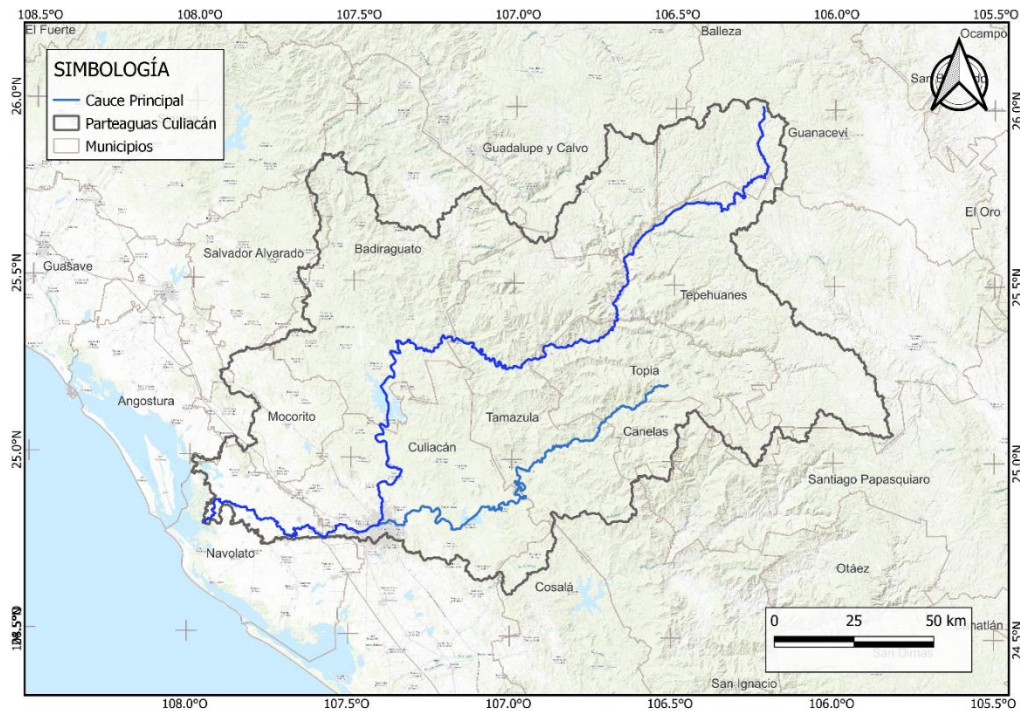 108.5°O 108.0°O 107.5°O 107.0°O 106.5°O 106.0°O 105.5°O
El Fuerte
Balleza
Ocampo
SIMBOLOGÍA
Cauce Principal
Parteaguas Culiacán
Municipios
26.0°N
26.0°N
Guanaceví
Guadalupe y Calvo
El Oro
Salvador Alvarado
Badiraguato
Guasave
25.5°N
25.5°N
Tepehuanes
Topia
Angostura
Mocorito
Tamazula
Canelas
Culiacán
25.0°N
25.0°N
Santiago Papasquiaro
Navolato
Otáez
Cosalá
0 25 50 km
24.5°N
San Dimas
San Ignacio
108.0°O 107.5°O 107.0°O 106.5°O 106.0°O 105.5°O